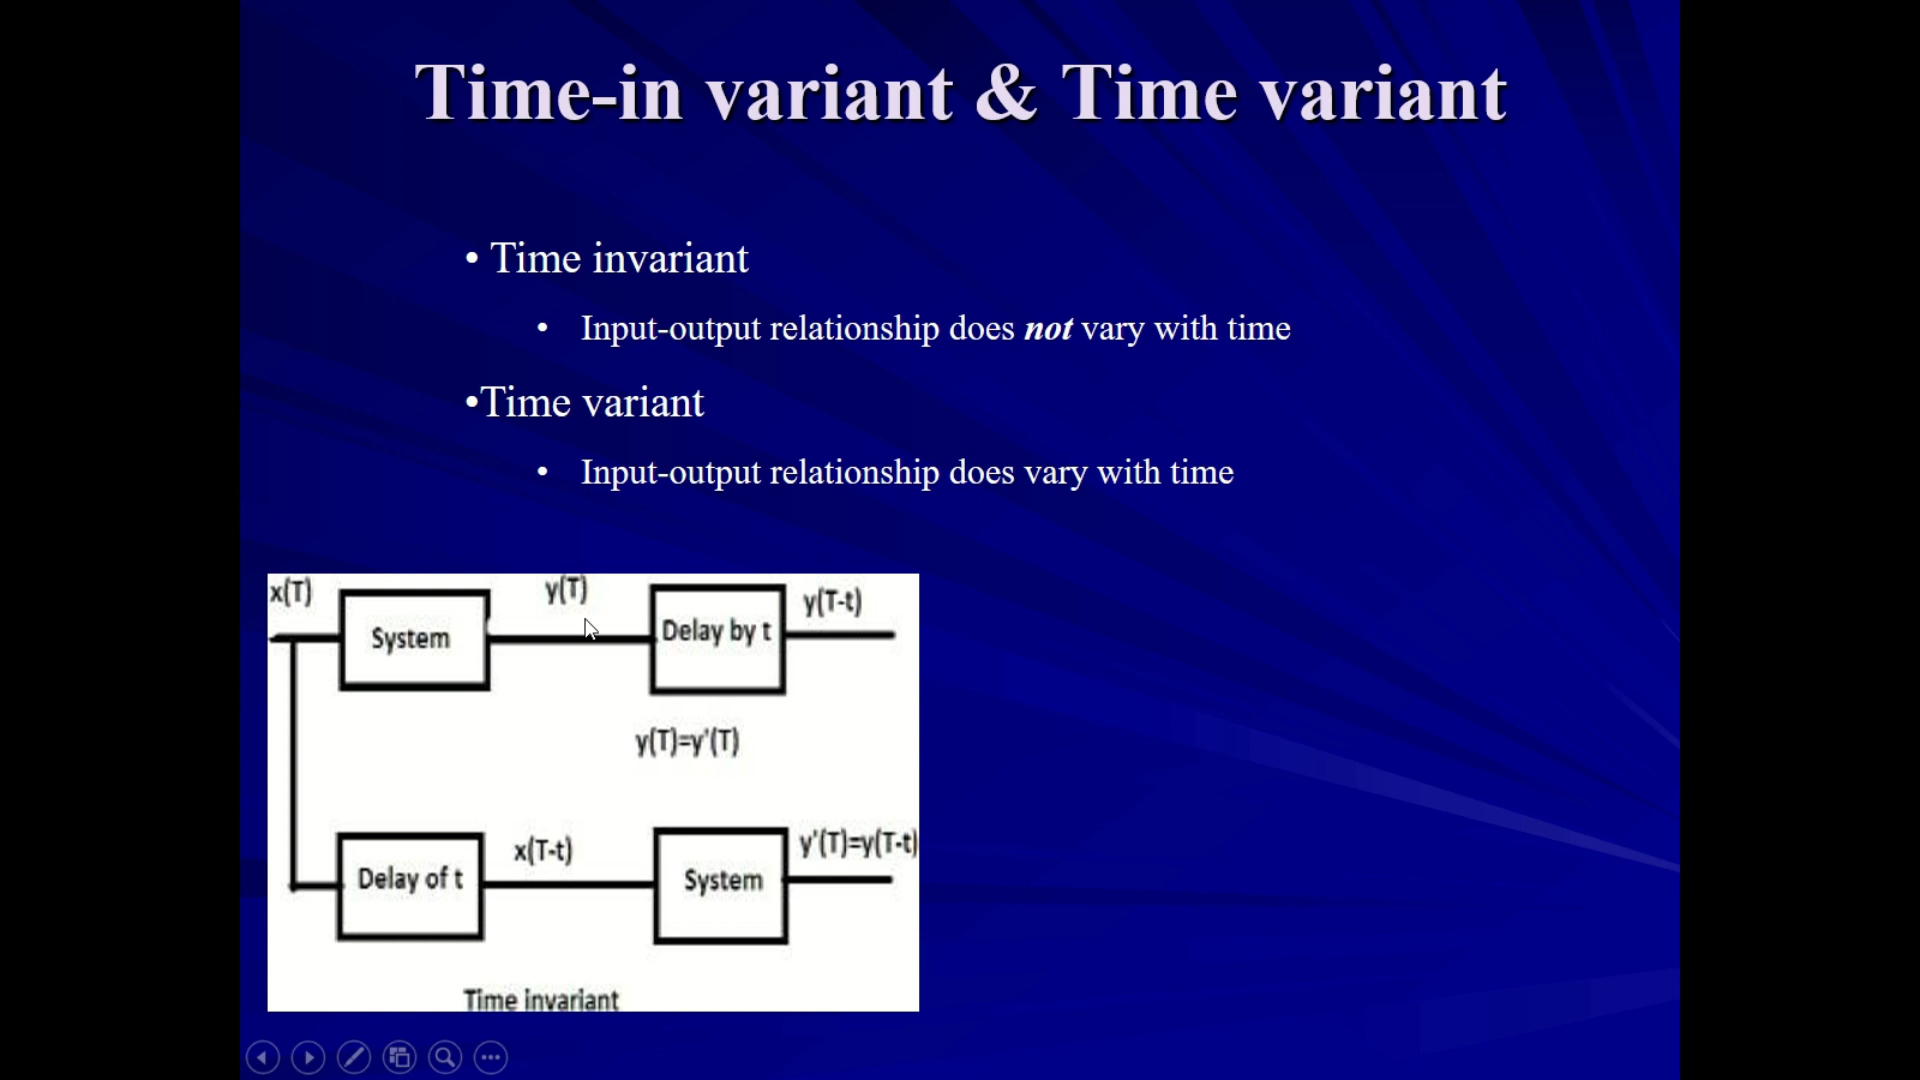 Time-in variant & Time variant
• Time invariant
• Input-output relationship does not vary with time
•Time variant
• Input-output relationship does vary with time
x(T)
System
y(T)
Delay by t
y(T-t)
y(T)=y'(T)
Delay of t
x(T-t)
System
y'(T)=y(T-t)
Time invariant